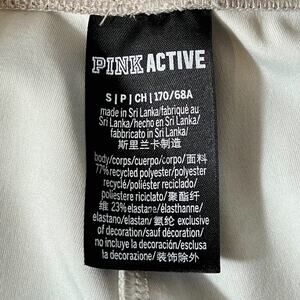 PINK ACTIVE
S | P | CH | 170/68A
made in Sri Lanka/fabriqué au
Sri Lanka/hecho en Sri Lanka/
fabbricato in Sri Lanka/
斯里兰卡制造
body/corps/cuerpo/corpo/面料
77% recycled polyester/polyester
recyclé/poliéster reciclado/
poliestere riciclato/聚酯纤
维 23% elastane/élasthanne/
elastano/elastan/氨纶 exclusive
of decoration/sauf décoration/
no incluye la decoración/esclusa
la decorazione/装饰除外